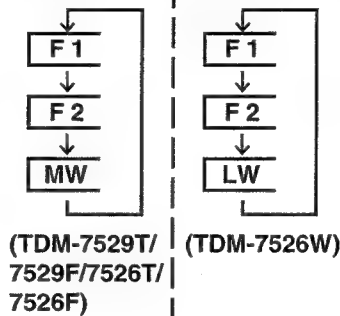 F 1
F 2
MW
(TDM-7529T/
7529F/7526T/
7526F)
F 1
F 2
LW
(TDM-7526W)